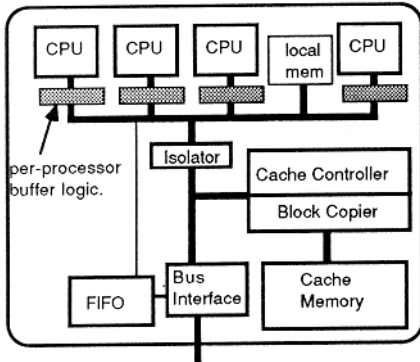 CPU
CPU
CPU
local
mem
CPU
per-processor
buffer logic.
Isolator
Cache Controller
Block Copier
FIFO
Bus
Interface
Cache
Memory